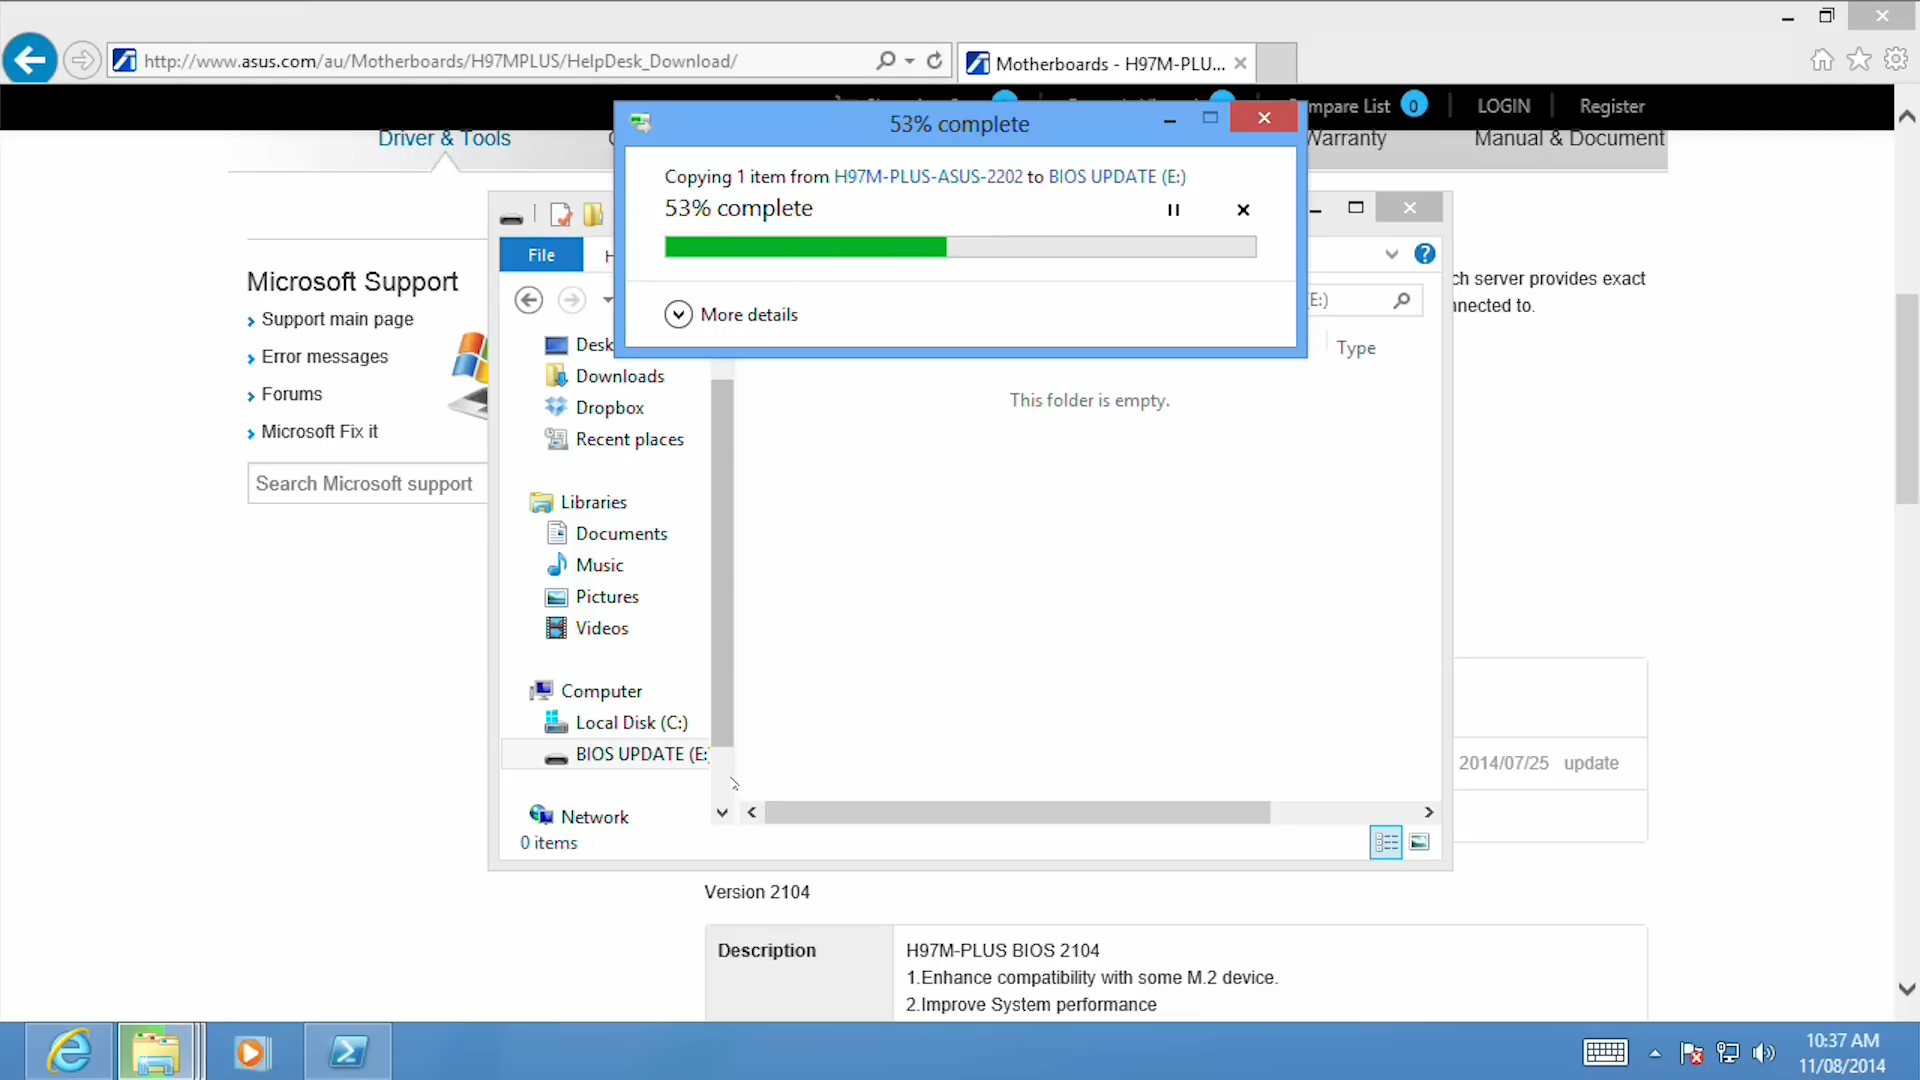 http://www.asus.com/au/Motherboards/H97MPLUS/HelpDesk_Download/
Motherboards - H97M-PLU...
Compare List 0
LOGIN
Register
Driver & Tools
Warranty
Manual & Document
53% complete
Copying 1 item from H97M-PLUS-ASUS-2202 to BIOS UPDATE (E:)
53% complete
More details
File
Microsoft Support
Support main page
Error messages
Forums
Microsoft Fix it
Search Microsoft support
ch server provides exact
nnected to.
E:)
Type
This folder is empty.
Desk
Downloads
Dropbox
Recent places
Libraries
Documents
Music
Pictures
Videos
Computer
Local Disk (C:)
BIOS UPDATE (E:
Network
0 items
2014/07/25 update
Version 2104
Description
H97M-PLUS BIOS 2104
1.Enhance compatibility with some M.2 device.
2.Improve System performance
10:37 AM
11/08/2014